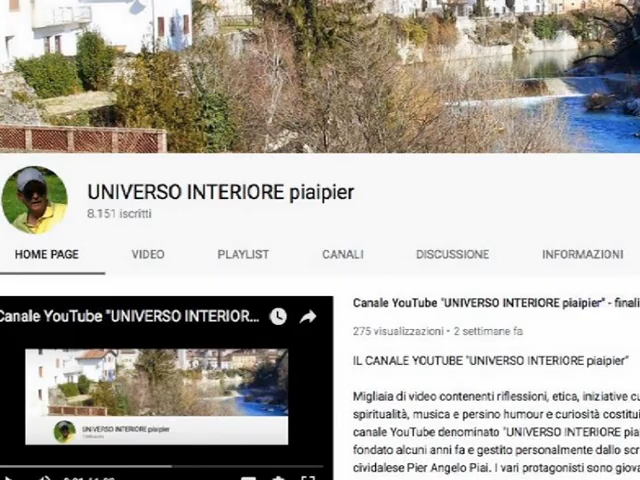 UNIVERSO INTERIORE piaipier
8.151 iscritti
HOME PAGE VIDEO PLAYLIST CANALI DISCUSSIONE INFORMAZIONI
Canale YouTube "UNIVERSO INTERIOR...
UNIVERSO INTERIORE piaipier
Canale YouTube "UNIVERSO INTERIORE piaipier" - finali
275 visualizzazioni • 2 settimane fa
IL CANALE YOUTUBE "UNIVERSO INTERIORE piaipier"
Migliaia di video contenenti riflessioni, etica, iniziative cu
spiritualità, musica e persino humour e curiosità costitui
canale YouTube denominato "UNIVERSO INTERIORE pia
fondato alcuni anni fa e gestito personalmente dallo scr
cividalese Pier Angelo Piai. I vari protagonisti sono giova